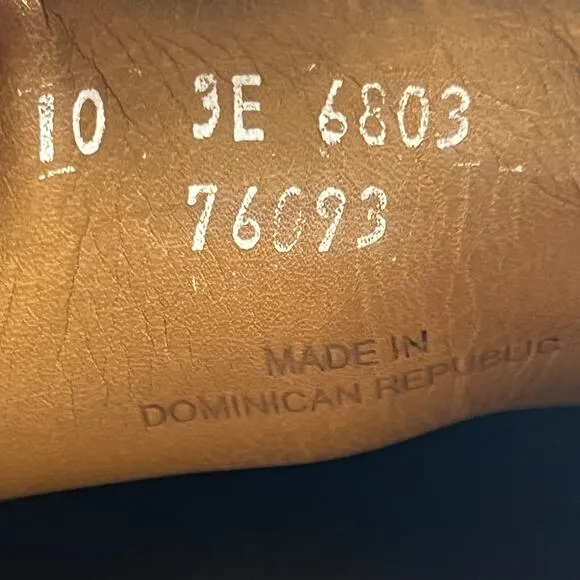 10 3E 6803
76093
MADE IN
DOMINICAN REPUBLIC